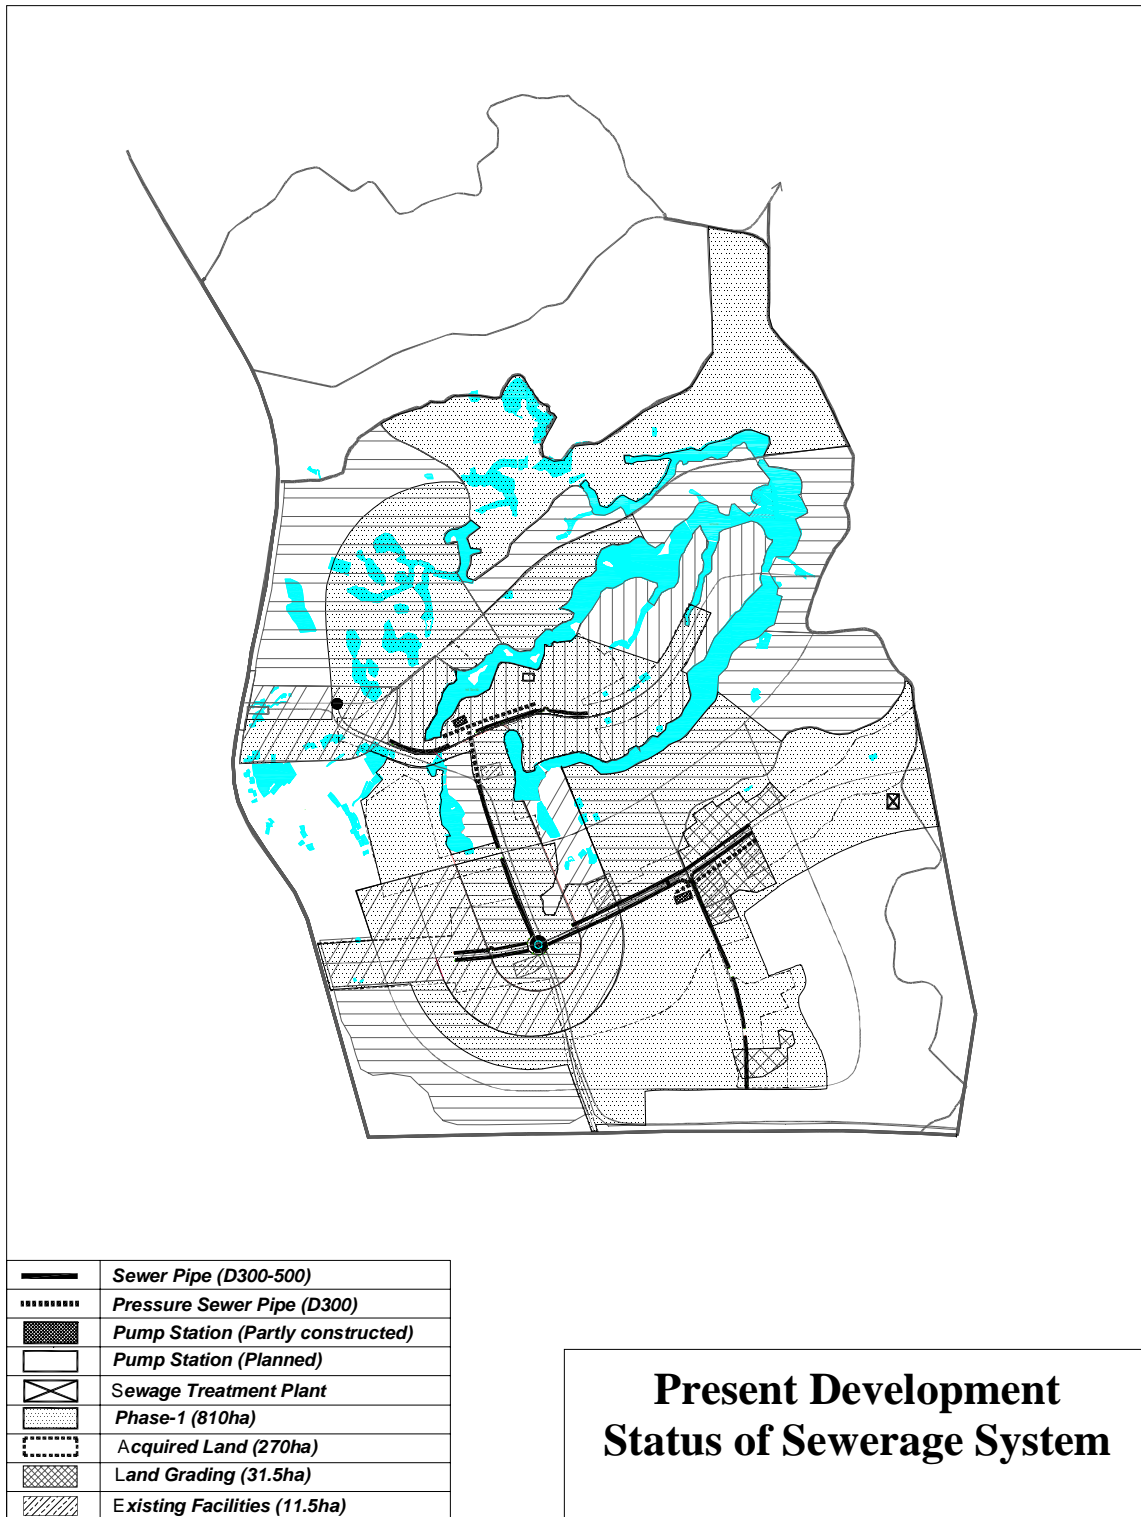 Sewer Pipe (D300-500)
Pressure Sewer Pipe (D300)
Pump Station (Partly constructed)
Pump Station (Planned)
Sewage Treatment Plant
Phase-1 (810ha)
Acquired Land (270ha)
Land Grading (31.5ha)
Existing Facilities (11.5ha)
Present Development
Status of Sewerage System